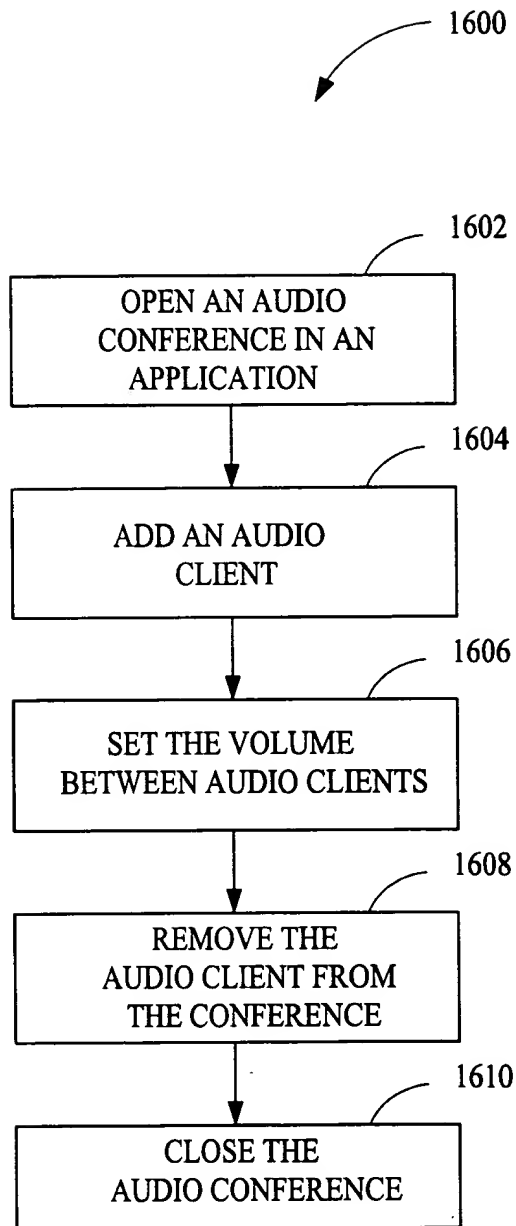 1600
1602
OPEN AN AUDIO
CONFERENCE IN AN
APPLICATION
1604
ADD AN AUDIO
CLIENT
1606
SET THE VOLUME
BETWEEN AUDIO CLIENTS
1608
REMOVE THE
AUDIO CLIENT FROM
THE CONFERENCE
1610
CLOSE THE
AUDIO CONFERENCE